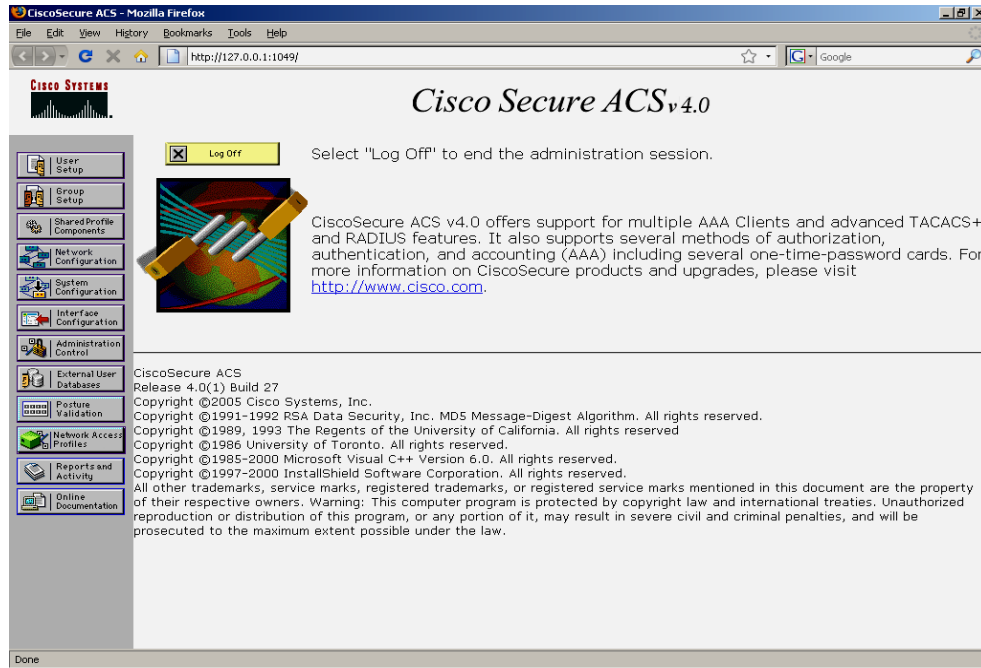 CiscoSecure ACS - Mozilla Firefox
File Edit View History Bookmarks Tools Help
http://127.0.0.1:1049/
G Google
CISCO SYSTEMS
Cisco Secure ACS v 4.0
Log Off
Select "Log Off" to end the administration session.
User
Setup
Group
Setup
Shared Profile
Components
Network
Configuration
System
Configuration
Interface
Configuration
Administration
Control
External User
Databases
Posture
Validation
Network Access
Profiles
Reports and
Activity
Online
Documentation
CiscoSecure ACS v4.0 offers support for multiple AAA Clients and advanced TACACS+
and RADIUS features. It also supports several methods of authorization,
authentication, and accounting (AAA) including several one-time-password cards. For
more information on CiscoSecure products and upgrades, please visit
http://www.cisco.com.
CiscoSecure ACS
Release 4.0(1) Build 27
Copyright ©2005 Cisco Systems, Inc.
Copyright ©1991-1992 RSA Data Security, Inc. MD5 Message-Digest Algorithm. All rights reserved.
Copyright ©1989, 1993 The Regents of the University of California. All rights reserved
Copyright ©1986 University of Toronto. All rights reserved.
Copyright ©1985-2000 Microsoft Visual C++ Version 6.0. All rights reserved.
Copyright ©1997-2000 InstallShield Software Corporation. All rights reserved.
All other trademarks, service marks, registered trademarks, or registered service marks mentioned in this document are the property
of their respective owners. Warning: This computer program is protected by copyright law and international treaties. Unauthorized
reproduction or distribution of this program, or any portion of it, may result in severe civil and criminal penalties, and will be
prosecuted to the maximum extent possible under the law.
Done